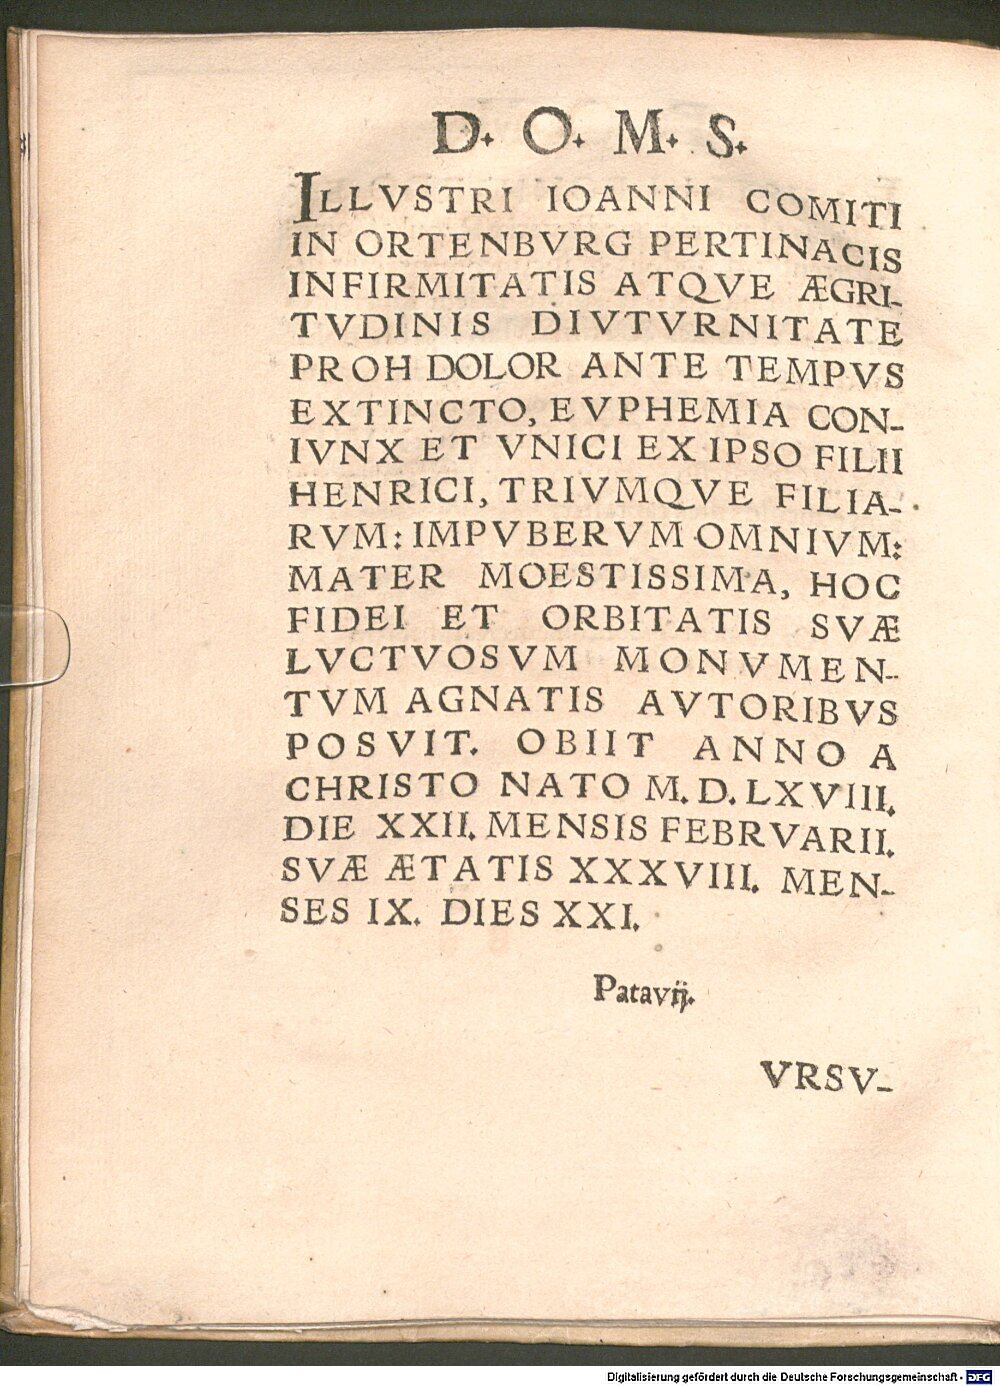 D. O. M. S.
ILLVSTRI IOANNI COMITI
IN ORTENBVRG PERTINACIS
INFIRMITATIS ATQVE ÆGRI-
TVDINIS DIVTVRNITATE
PROH DOLOR ANTE TEMPVS
EXTINCTO, EVPHEMIA CON-
IVNX ET VNICI EX IPSO FILII
HENRICI, TRIVMQVE FILIA-
RVM: IMPVBERVM OMNIVM:
MATER MOESTISSIMA, HOC
FIDEI ET ORBITATIS SVÆ
LVCTVOSVM MONVMEN-
TVM AGNATIS AVTORIBVS
POSVIT. OBIIT ANNO A
CHRISTO NATO M.D.LXVIII.
DIE XXII. MENSIS FEBRVARII.
SVÆ ÆTATIS XXXVIII. MEN-
SES IX. DIES XXI.
Patavij.
VRSV-
Digitalisierung gefördert durch die Deutsche Forschungsgemeinschaft - DFG